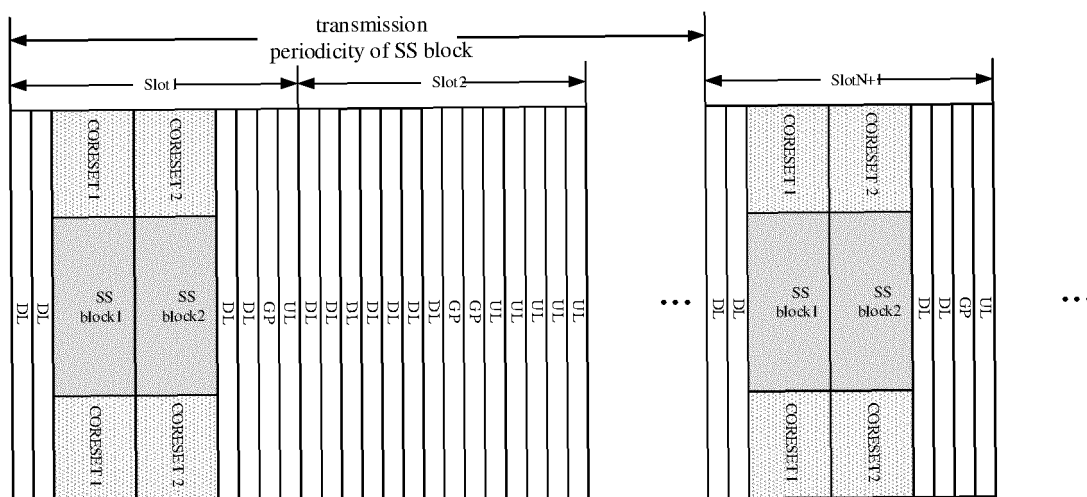 transmission
periodicity of SS block
Slot1
Slot2
SlotN+1
CORESET 1
CORESET 2
CORESET 1
CORESET 2
DL
DL
SS
block1
SS
block2
DL
DL
GP
UL
DL
DL
DL
DL
DL
DL
DL
GP
GP
UL
UL
UL
UL
UL
...
DL
DL
SS
block1
SS
block2
DL
DL
GP
UL
...
CORESET 1
CORESET 2
CORESET 1
CORESET 2